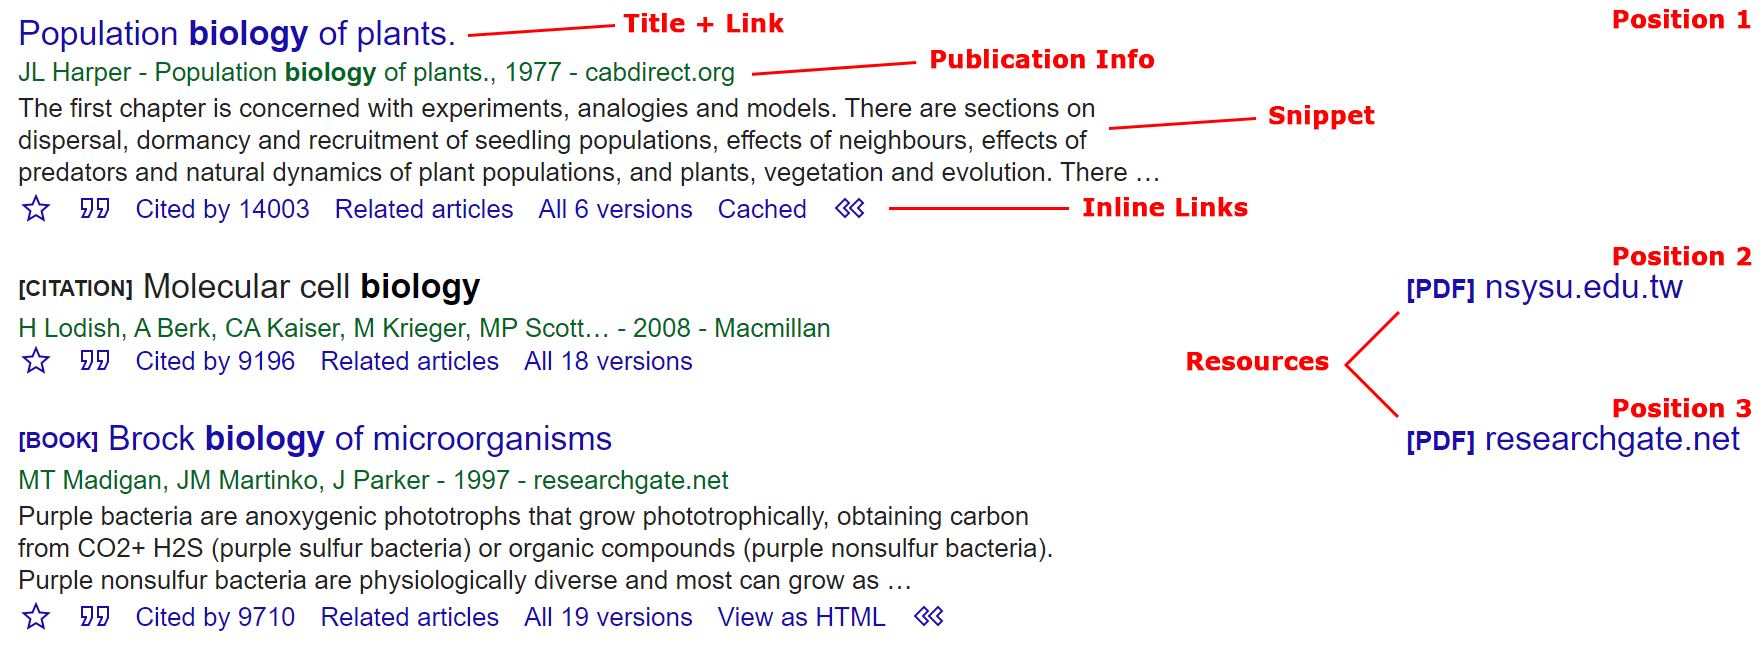 Population biology of plants.
Title + Link
Position 1
JL Harper - Population biology of plants., 1977 - cabdirect.org
Publication Info
The first chapter is concerned with experiments, analogies and models. There are sections on
dispersal, dormancy and recruitment of seedling populations, effects of neighbours, effects of
predators and natural dynamics of plant populations, and plants, vegetation and evolution. There …
Snippet
Cited by 14003 Related articles All 6 versions Cached
Inline Links
Position 2
[CITATION] Molecular cell biology
[PDF] nsysu.edu.tw
H Lodish, A Berk, CA Kaiser, M Krieger, MP Scott… - 2008 - Macmillan
Cited by 9196 Related articles All 18 versions
Resources
Position 3
[BOOK] Brock biology of microorganisms
[PDF] researchgate.net
MT Madigan, JM Martinko, J Parker - 1997 - researchgate.net
Purple bacteria are anoxygenic phototrophs that grow phototrophically, obtaining carbon
from CO2+ H2S (purple sulfur bacteria) or organic compounds (purple nonsulfur bacteria).
Purple nonsulfur bacteria are physiologically diverse and most can grow as …
Cited by 9710 Related articles All 19 versions View as HTML